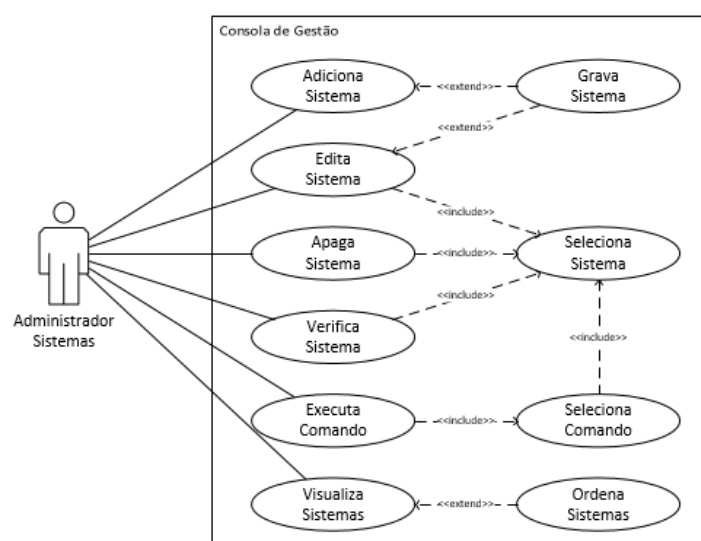 Consola de Gestão
Adiciona
Sistema
<<extend>>
Grava
Sistema
<<extend>>
Edita
Sistema
<<include>>
Apaga
Sistema
<<include>>
Seleciona
Sistema
<<include>>
Verifica
Sistema
Administrador
Sistemas
<<include>>
Executa
Comando
<<include>>
Seleciona
Comando
Visualiza
Sistemas
<<extend>>
Ordena
Sistemas